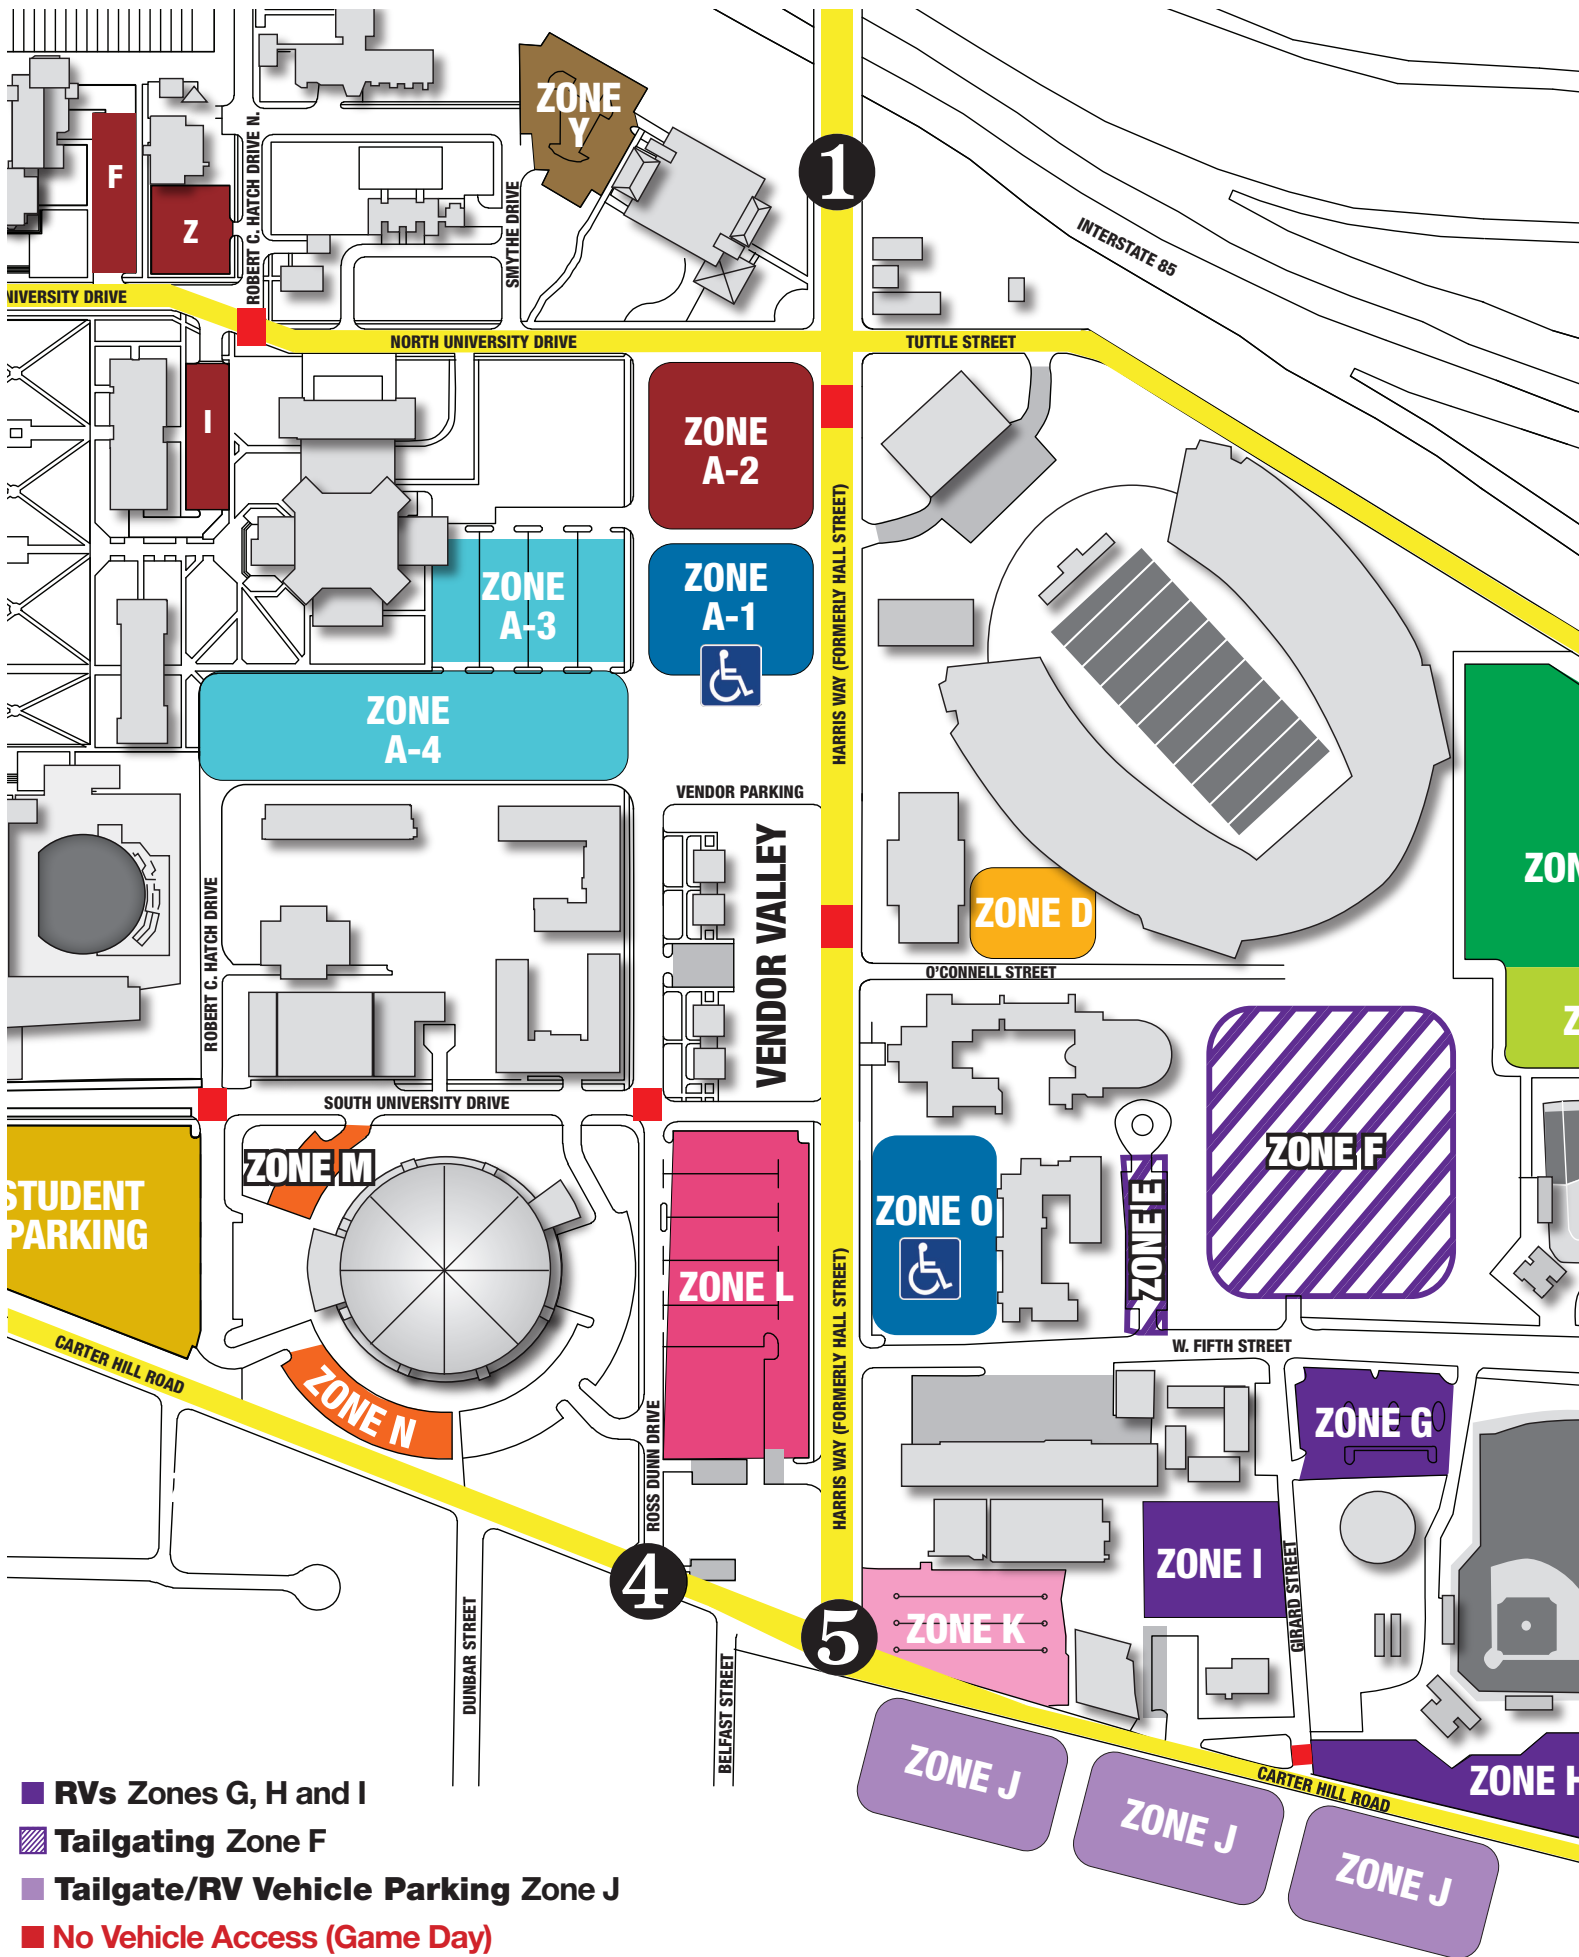 ZONE
Y
1
F
Z
ROBERT C. HATCH DRIVE N.
SMYTHE DRIVE
INTERSTATE 85
NIVERSITY DRIVE
NORTH UNIVERSITY DRIVE
TUTTLE STREET
I
ZONE
A-2
ZONE
A-3
ZONE
A-1
HARRIS WAY (FORMERLY HALL STREET)
ZONE
A-4
VENDOR PARKING
VENDOR VALLEY
ZON
ZONE D
O'CONNELL STREET
ROBERT C. HATCH DRIVE
Z
SOUTH UNIVERSITY DRIVE
ZONE M
STUDENT
PARKING
ZONE O
ZONE E
ZONE F
ZONE L
HARRIS WAY (FORMERLY HALL STREET)
W. FIFTH STREET
CARTER HILL ROAD
ZONE N
ROSS DUNN DRIVE
ZONE G
ZONE I
GIRARD STREET
4
5
ZONE K
DUNBAR STREET
BELFAST STREET
ZONE J
ZONE J
ZONE J
CARTER HILL ROAD
ZONE H
RVs Zones G, H and I
Tailgating Zone F
Tailgate/RV Vehicle Parking Zone J
No Vehicle Access (Game Day)